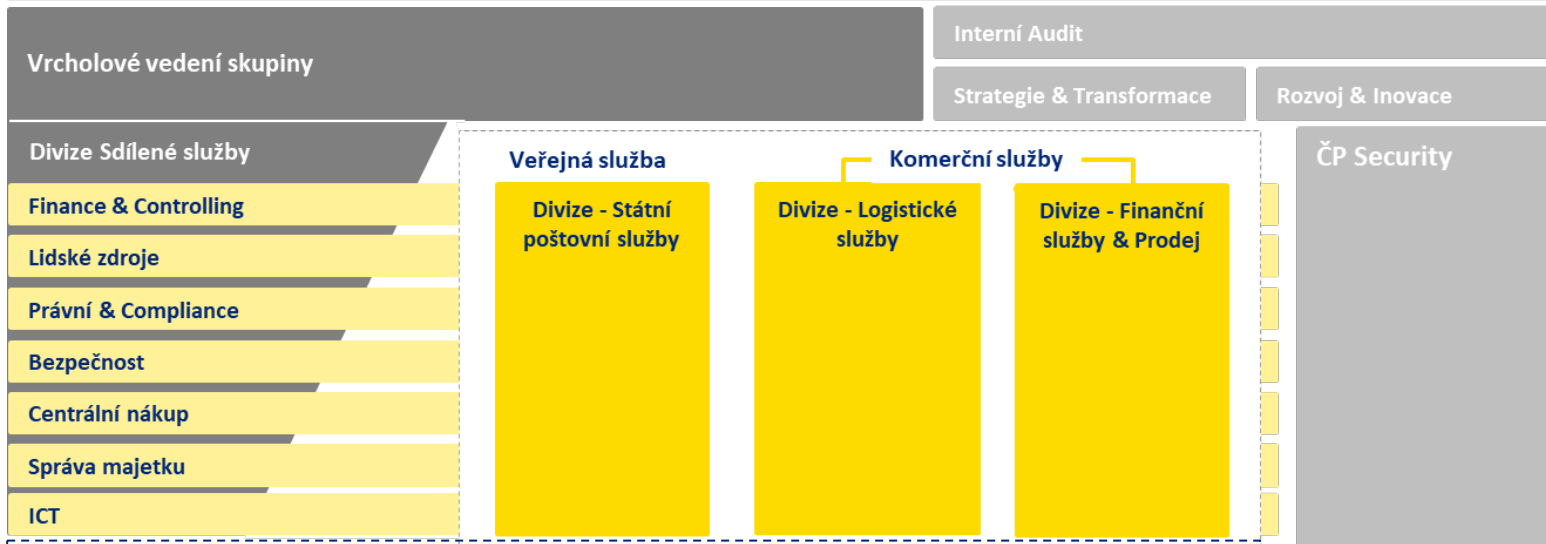 Vrcholové vedení skupiny
Interní Audit
Strategie & Transformace
Rozvoj & Inovace
Divize Sdílené služby
Finance & Controlling
Lidské zdroje
Právní & Compliance
Bezpečnost
Centrální nákup
Správa majetku
ICT
Veřejná služba
Divize - Státní
poštovní služby
Komerční služby
Divize - Logistické
služby
Divize - Finanční
služby & Prodej
ČP Security